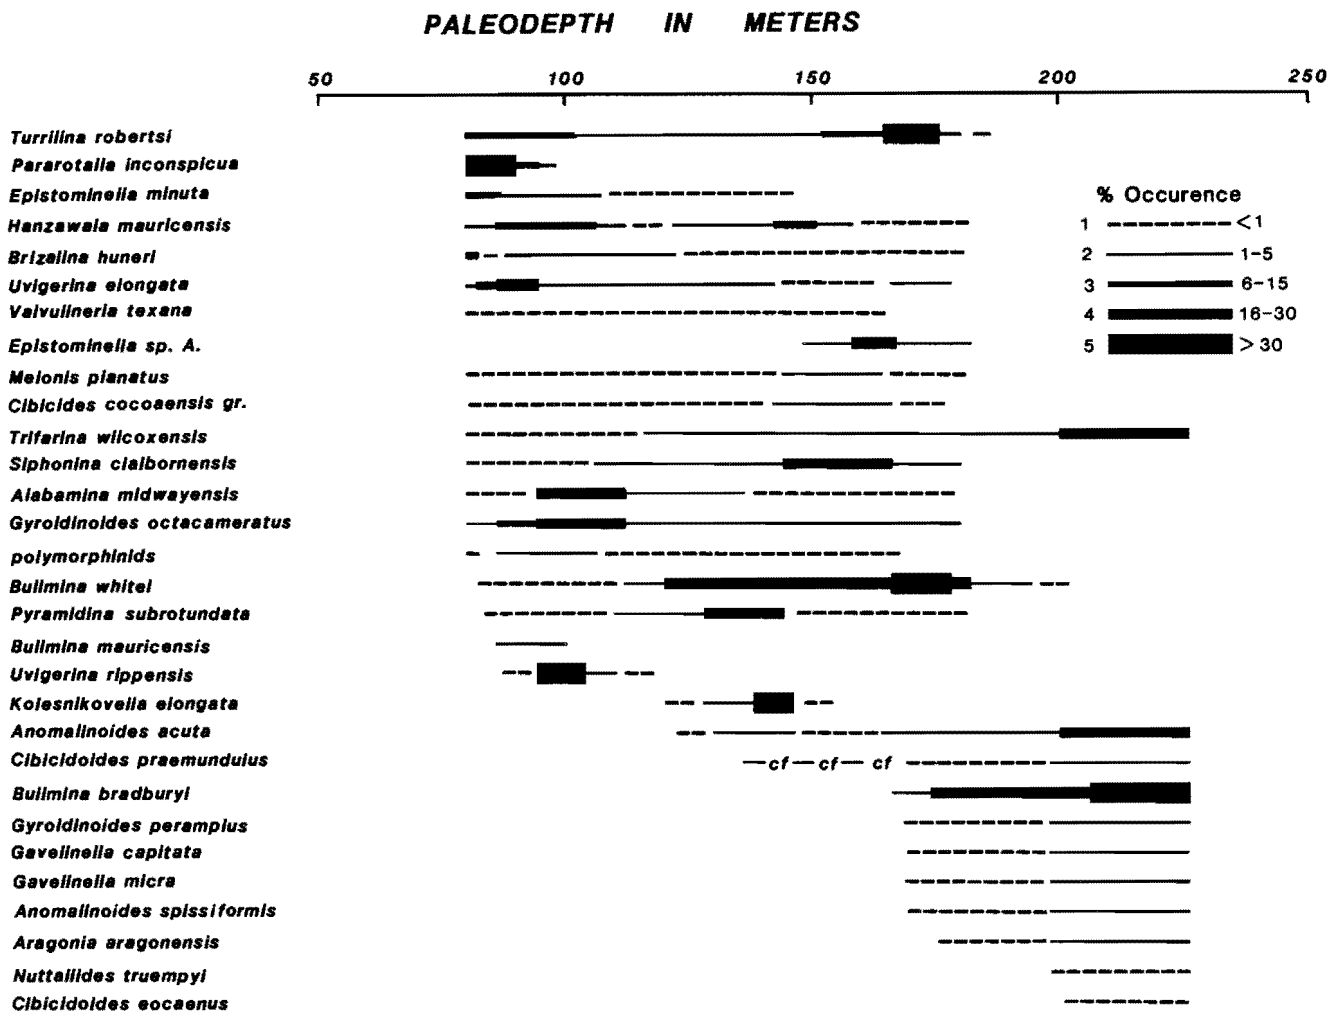 PALEODEPTH IN METERS
50 100 150 200 250
Turrilina robertsi
Pararotalia inconspicua
Epistominella minuta
% Occurence
Hanzawaia mauricensis
1 <1
Brizalina huneri
2 1-5
Uvigerina elongata
3 6-15
Valvulineria texana
4 16-30
Epistominella sp. A.
5 >30
Melonis planatus
Cibicides cocoaensis gr.
Trifarina wilcoxensis
Siphonina claibornensis
Alabamina midwayensis
Gyroidinoides octacameratus
polymorphinids
Bulimina whitei
Pyramidina subrotundata
Bulimina mauricensis
Uvigerina rippensis
Kolesnikovella elongata
Anomalinoides acuta
Cibicidoides praemundulus cf cf cf
Bulimina bradburyi
Gyroidinoides peramplus
Gavelinella capitata
Gavelinella micra
Anomalinoides spissiformis
Aragonia aragonensis
Nuttallides truempyi
Cibicidoides eocaenus